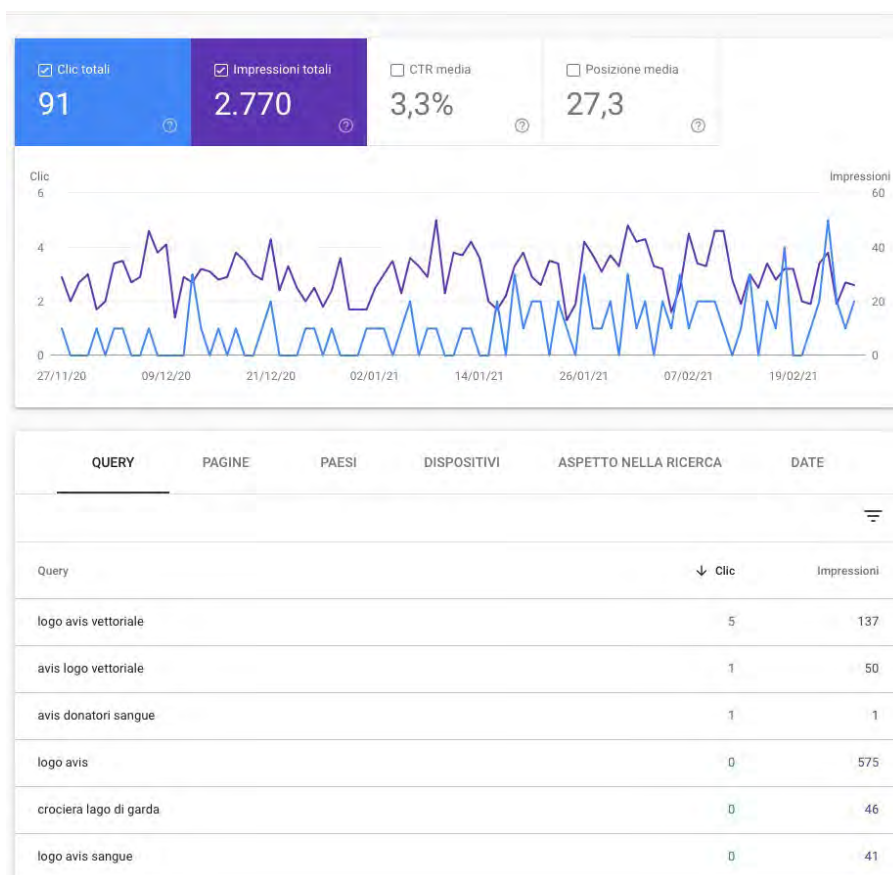 Clic totali Impressioni totali CTR media Posizione media
91 2.770 3,3% 27,3
Clic Impressioni
6 60
4 40
2 20
0 0
27/11/20 09/12/20 21/12/20 02/01/21 14/01/21 26/01/21 07/02/21 19/02/21
QUERY PAGINE PAESI DISPOSITIVI ASPETTO NELLA RICERCA DATE
Query Clic Impressioni
logo avis vettoriale 5 137
avis logo vettoriale 1 50
avis donatori sangue 1 1
logo avis 0 575
crociera lago di garda 0 46
logo avis sangue 0 41